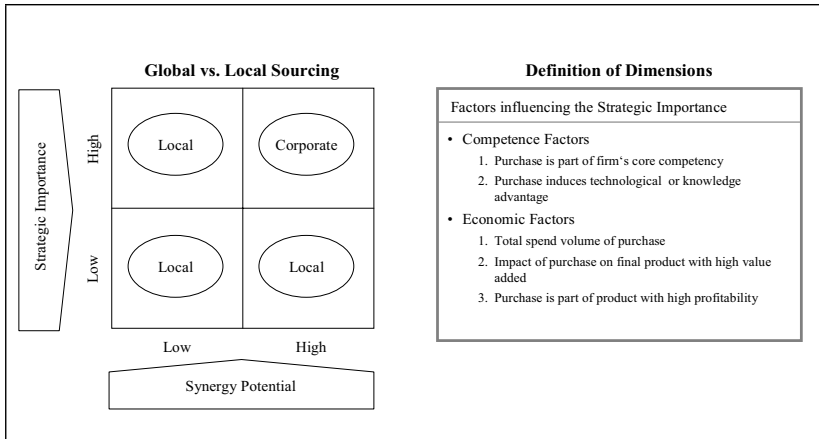 Global vs. Local Sourcing
Strategic Importance
High
Low
Local
Corporate
Local
Local
Low
High
Synergy Potential
Definition of Dimensions
Factors influencing the Strategic Importance
• Competence Factors
1. Purchase is part of firm‘s core competency
2. Purchase induces technological or knowledge
advantage
• Economic Factors
1. Total spend volume of purchase
2. Impact of purchase on final product with high value
added
3. Purchase is part of product with high profitability